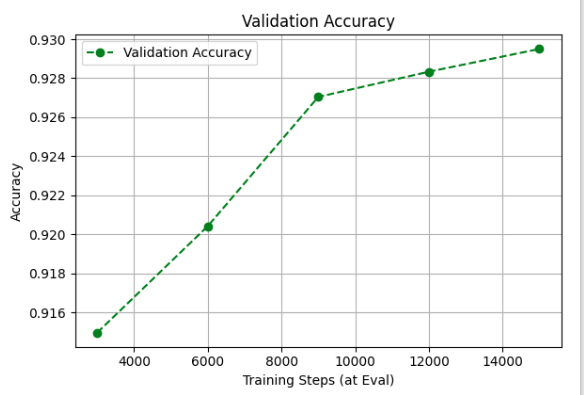 Validation Accuracy
Validation Accuracy
0.930
0.928
0.926
0.924
0.922
0.920
0.918
0.916
Accuracy
4000 6000 8000 10000 12000 14000
Training Steps (at Eval)